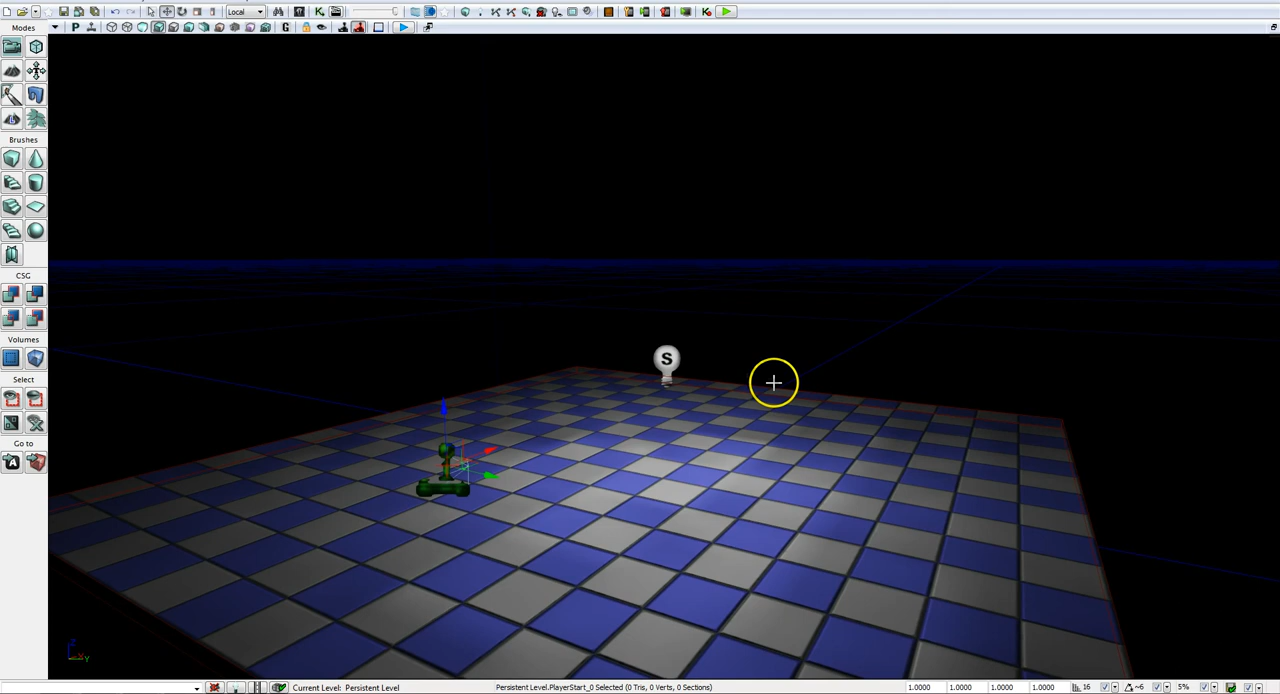 Local
Modes
P
G
Brushes
CSG
Volumes
Select
Go to
A
S
Z
X
Y
Current Level: Persistent Level
Persistent Level.PlayerStart_0 Selected (0 Tris, 0 Verts, 0 Sections)
1.0000 1.0000 1.0000 1.0000 16 ~6 5%